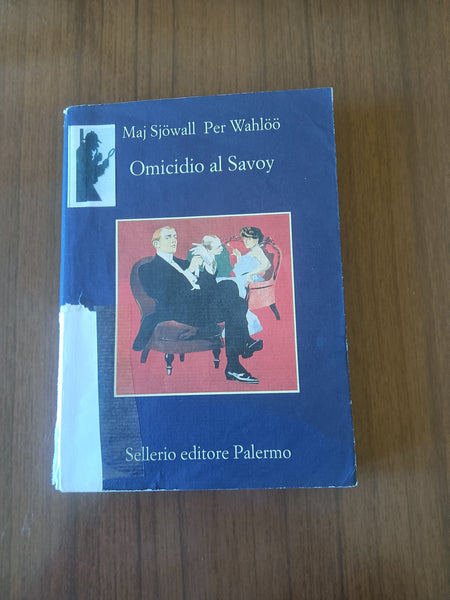 Maj Sjöwall Per Wahlöö
Omicidio al Savoy
Sellerio editore Palermo